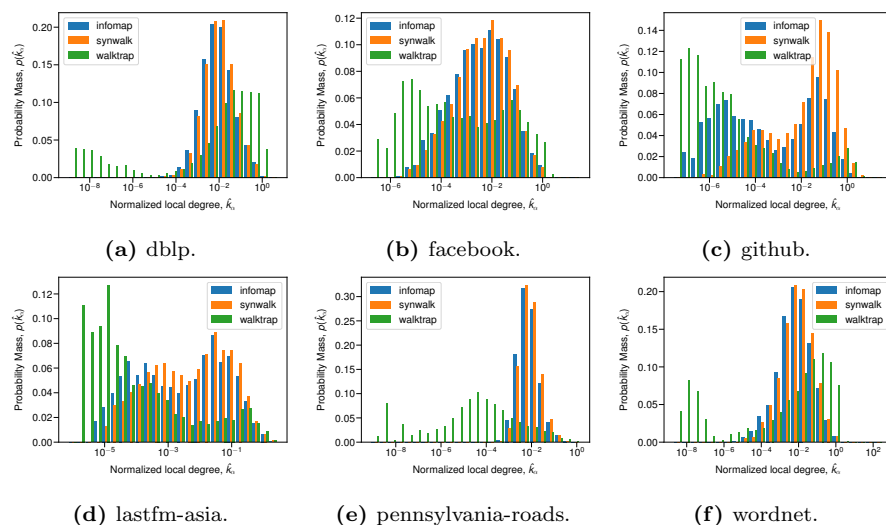 infomap
synwalk
walktrap
Probability Mass, p(k̂ᵢ)
0.20
0.15
0.10
0.05
0.00
10⁻⁸ 10⁻⁶ 10⁻⁴ 10⁻² 10⁰
Normalized local degree, k̂
(a) dblp.
infomap
synwalk
walktrap
Probability Mass, p(k̂ᵢ)
0.12
0.10
0.08
0.06
0.04
0.02
0.00
10⁻⁶ 10⁻⁴ 10⁻² 10⁰
Normalized local degree, k̂
(b) facebook.
infomap
synwalk
walktrap
Probability Mass, p(k̂ᵢ)
0.14
0.12
0.10
0.08
0.06
0.04
0.02
0.00
10⁻⁶ 10⁻⁴ 10⁻² 10⁰
Normalized local degree, k̂
(c) github.
infomap
synwalk
walktrap
Probability Mass, p(k̂ᵢ)
0.12
0.10
0.08
0.06
0.04
0.02
0.00
10⁻⁵ 10⁻³ 10⁻¹
Normalized local degree, k̂
(d) lastfm-asia.
infomap
synwalk
walktrap
Probability Mass, p(k̂ᵢ)
0.30
0.25
0.20
0.15
0.10
0.05
0.00
10⁻⁸ 10⁻⁶ 10⁻⁴ 10⁻² 10⁰
Normalized local degree, k̂
(e) pennsylvania-roads.
infomap
synwalk
walktrap
Probability Mass, p(k̂ᵢ)
0.20
0.15
0.10
0.05
0.00
10⁻⁸ 10⁻⁶ 10⁻⁴ 10⁻² 10⁰ 10²
Normalized local degree, k̂
(f) wordnet.